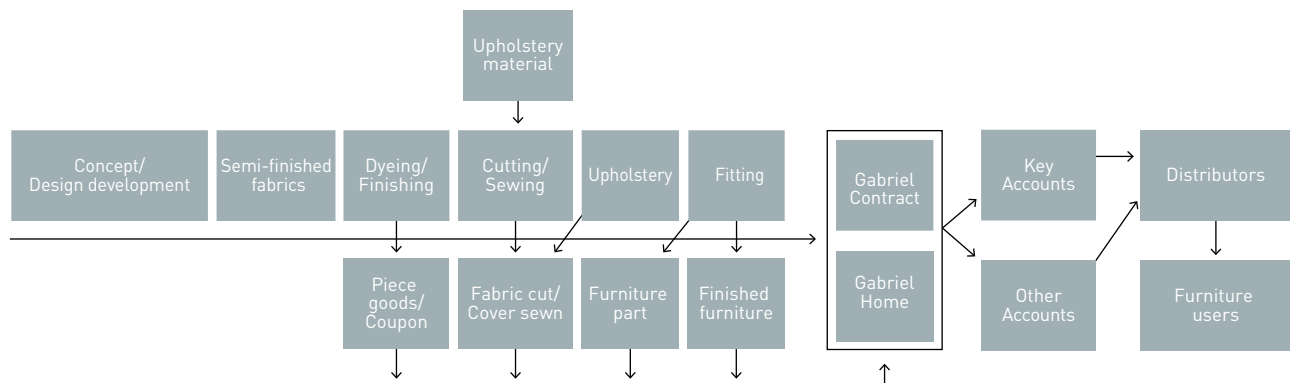 Upholstery
material
Concept/
Design development
Semi-finished
fabrics
Dyeing/
Finishing
Cutting/
Sewing
Upholstery
Fitting
Gabriel
Contract
Key
Accounts
Distributors
Piece
goods/
Coupon
Fabric cut/
Cover sewn
Furniture
part
Finished
furniture
Gabriel
Home
Other
Accounts
Furniture
users